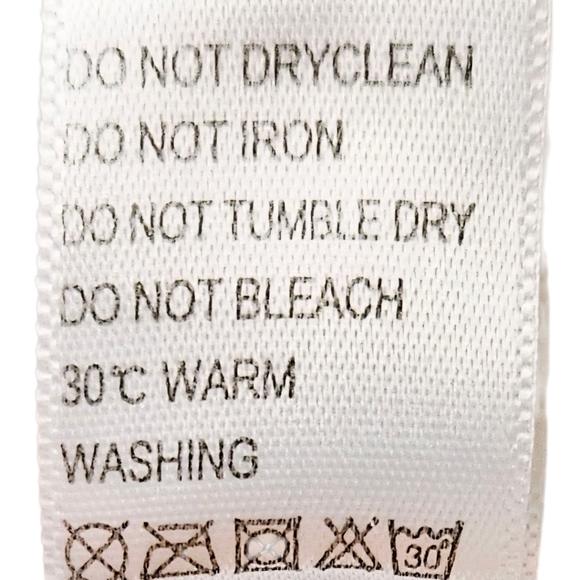 DO NOT DRYCLEAN
DO NOT IRON
DO NOT TUMBLE DRY
DO NOT BLEACH
30℃ WARM
WASHING
30°